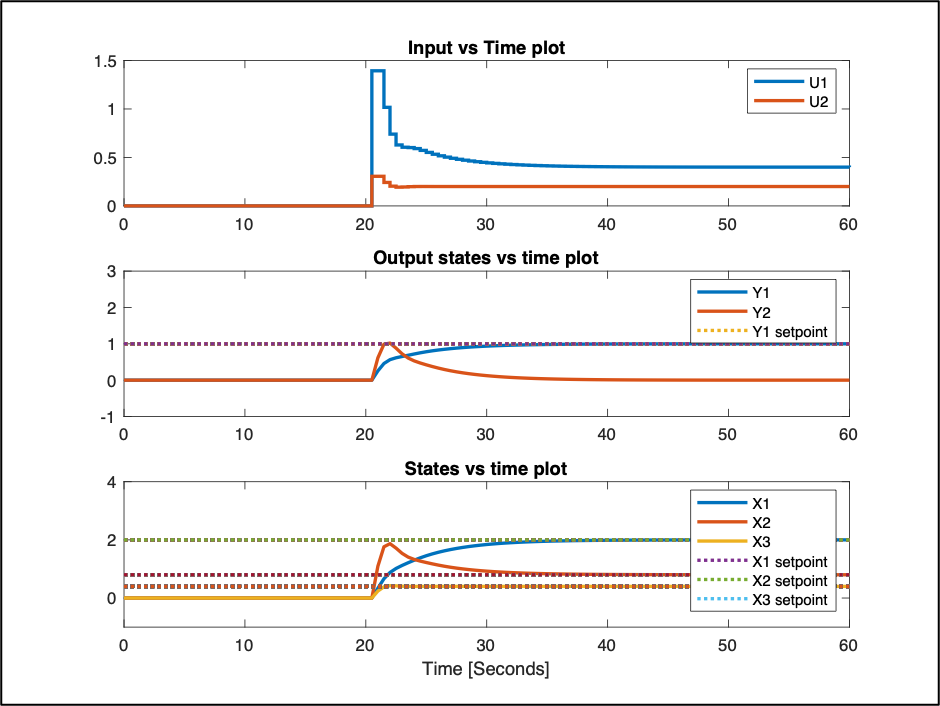 Input vs Time plot
1.5
1
0.5
0
U1
U2
0 10 20 30 40 50 60
Output states vs time plot
3
2
1
0
-1
Y1
Y2
Y1 setpoint
0 10 20 30 40 50 60
States vs time plot
4
2
0
X1
X2
X3
X1 setpoint
X2 setpoint
X3 setpoint
0 10 20 30 40 50 60
Time [Seconds]